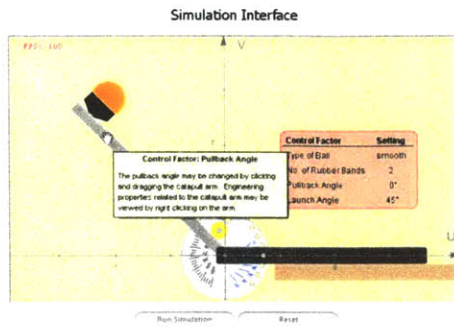 Simulation Interface
V
Control Factor Setting
Type of Ball smooth
No. of Rubber Bands 2
Pullback Angle 0°
Launch Angle 45°
Control Factor: Pullback Angle
The pullback angle may be changed by clicking
and dragging the catapult arm. Engineering
properties related to the catapult arm may be
viewed by right clicking on the arm.
U
Run Simulation Reset